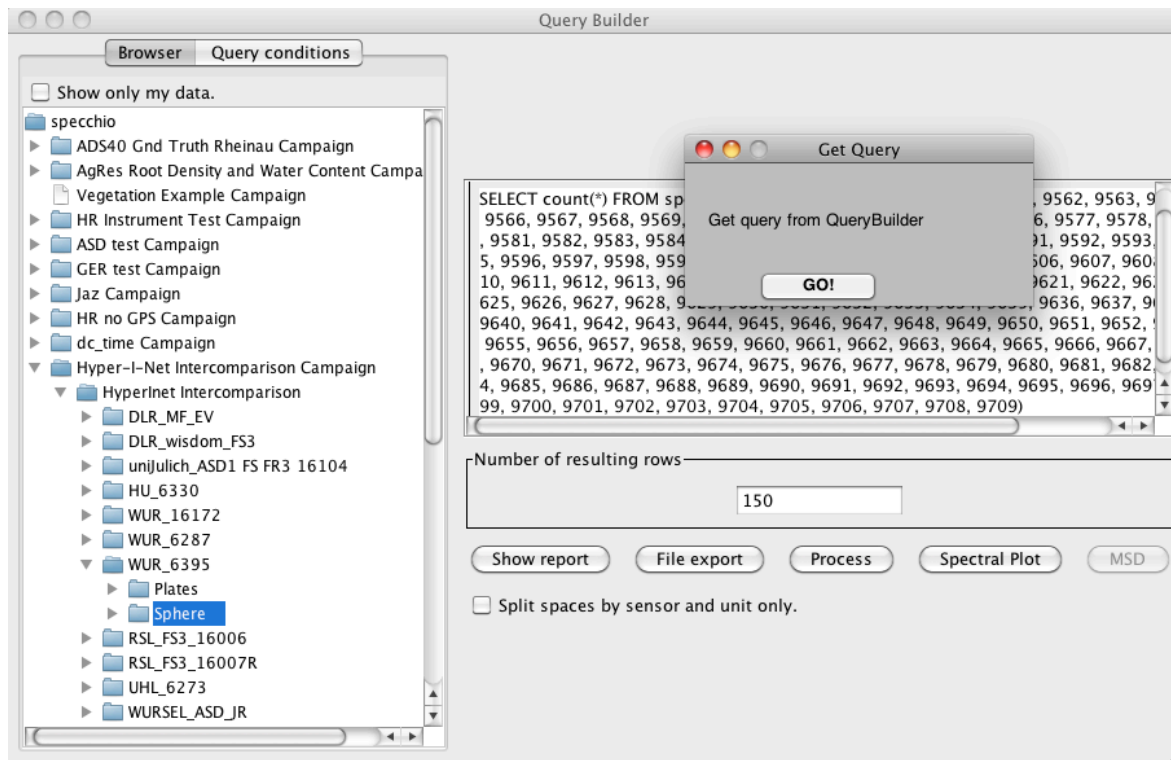 Query Builder
Browser Query conditions
Show only my data.
specchio
ADS40 Gnd Truth Rheinau Campaign
AgRes Root Density and Water Content Campa
Vegetation Example Campaign
HR Instrument Test Campaign
ASD test Campaign
GER test Campaign
Jaz Campaign
HR no GPS Campaign
dc_time Campaign
Hyper-I-Net Intercomparison Campaign
HyperInet Intercomparison
DLR_MF_EV
DLR_wisdom_FS3
uniJulich_ASD1 FS FR3 16104
HU_6330
WUR_16172
WUR_6287
WUR_6395
Plates
Sphere
RSL_FS3_16006
RSL_FS3_16007R
UHL_6273
WURSEL_ASD_JR
Get Query
Get query from QueryBuilder
GO!
SELECT count(*) FROM sp , 9562, 9563, 9
9566, 9567, 9568, 9569, 6, 9577, 9578,
, 9581, 9582, 9583, 9584 91, 9592, 9593,
5, 9596, 9597, 9598, 959 606, 9607, 960
10, 9611, 9612, 9613, 96 9621, 9622, 96
625, 9626, 9627, 9628, 9636, 9637, 9
9640, 9641, 9642, 9643, 9644, 9645, 9646, 9647, 9648, 9649, 9650, 9651, 9652,
9655, 9656, 9657, 9658, 9659, 9660, 9661, 9662, 9663, 9664, 9665, 9666, 9667,
, 9670, 9671, 9672, 9673, 9674, 9675, 9676, 9677, 9678, 9679, 9680, 9681, 9682,
4, 9685, 9686, 9687, 9688, 9689, 9690, 9691, 9692, 9693, 9694, 9695, 9696, 969
99, 9700, 9701, 9702, 9703, 9704, 9705, 9706, 9707, 9708, 9709)
Number of resulting rows
150
Show report File export Process Spectral Plot MSD
Split spaces by sensor and unit only.